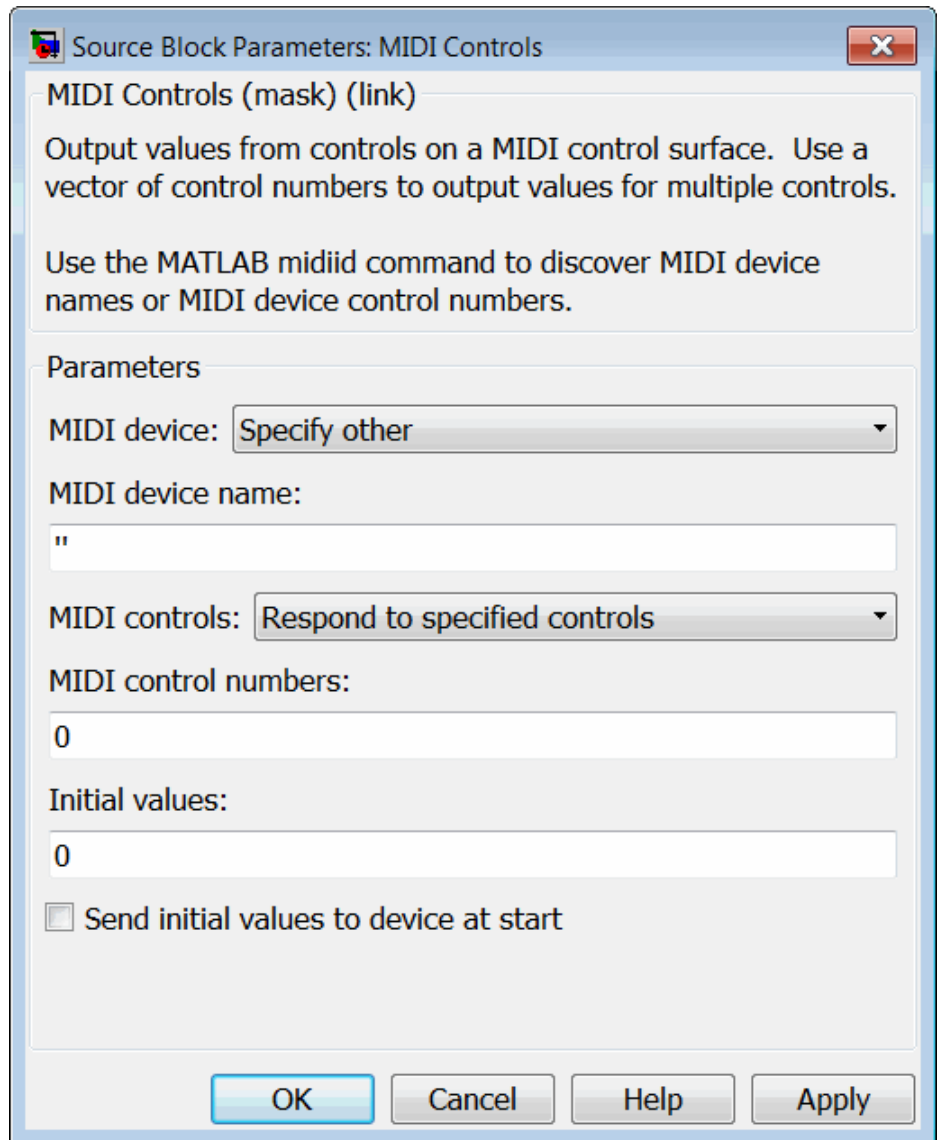 Source Block Parameters: MIDI Controls
MIDI Controls (mask) (link)
Output values from controls on a MIDI control surface.  Use a
vector of control numbers to output values for multiple controls.
Use the MATLAB midiid command to discover MIDI device
names or MIDI device control numbers.
Parameters
MIDI device: Specify other
MIDI device name:
''
MIDI controls: Respond to specified controls
MIDI control numbers:
0
Initial values:
0
Send initial values to device at start
OK Cancel Help Apply